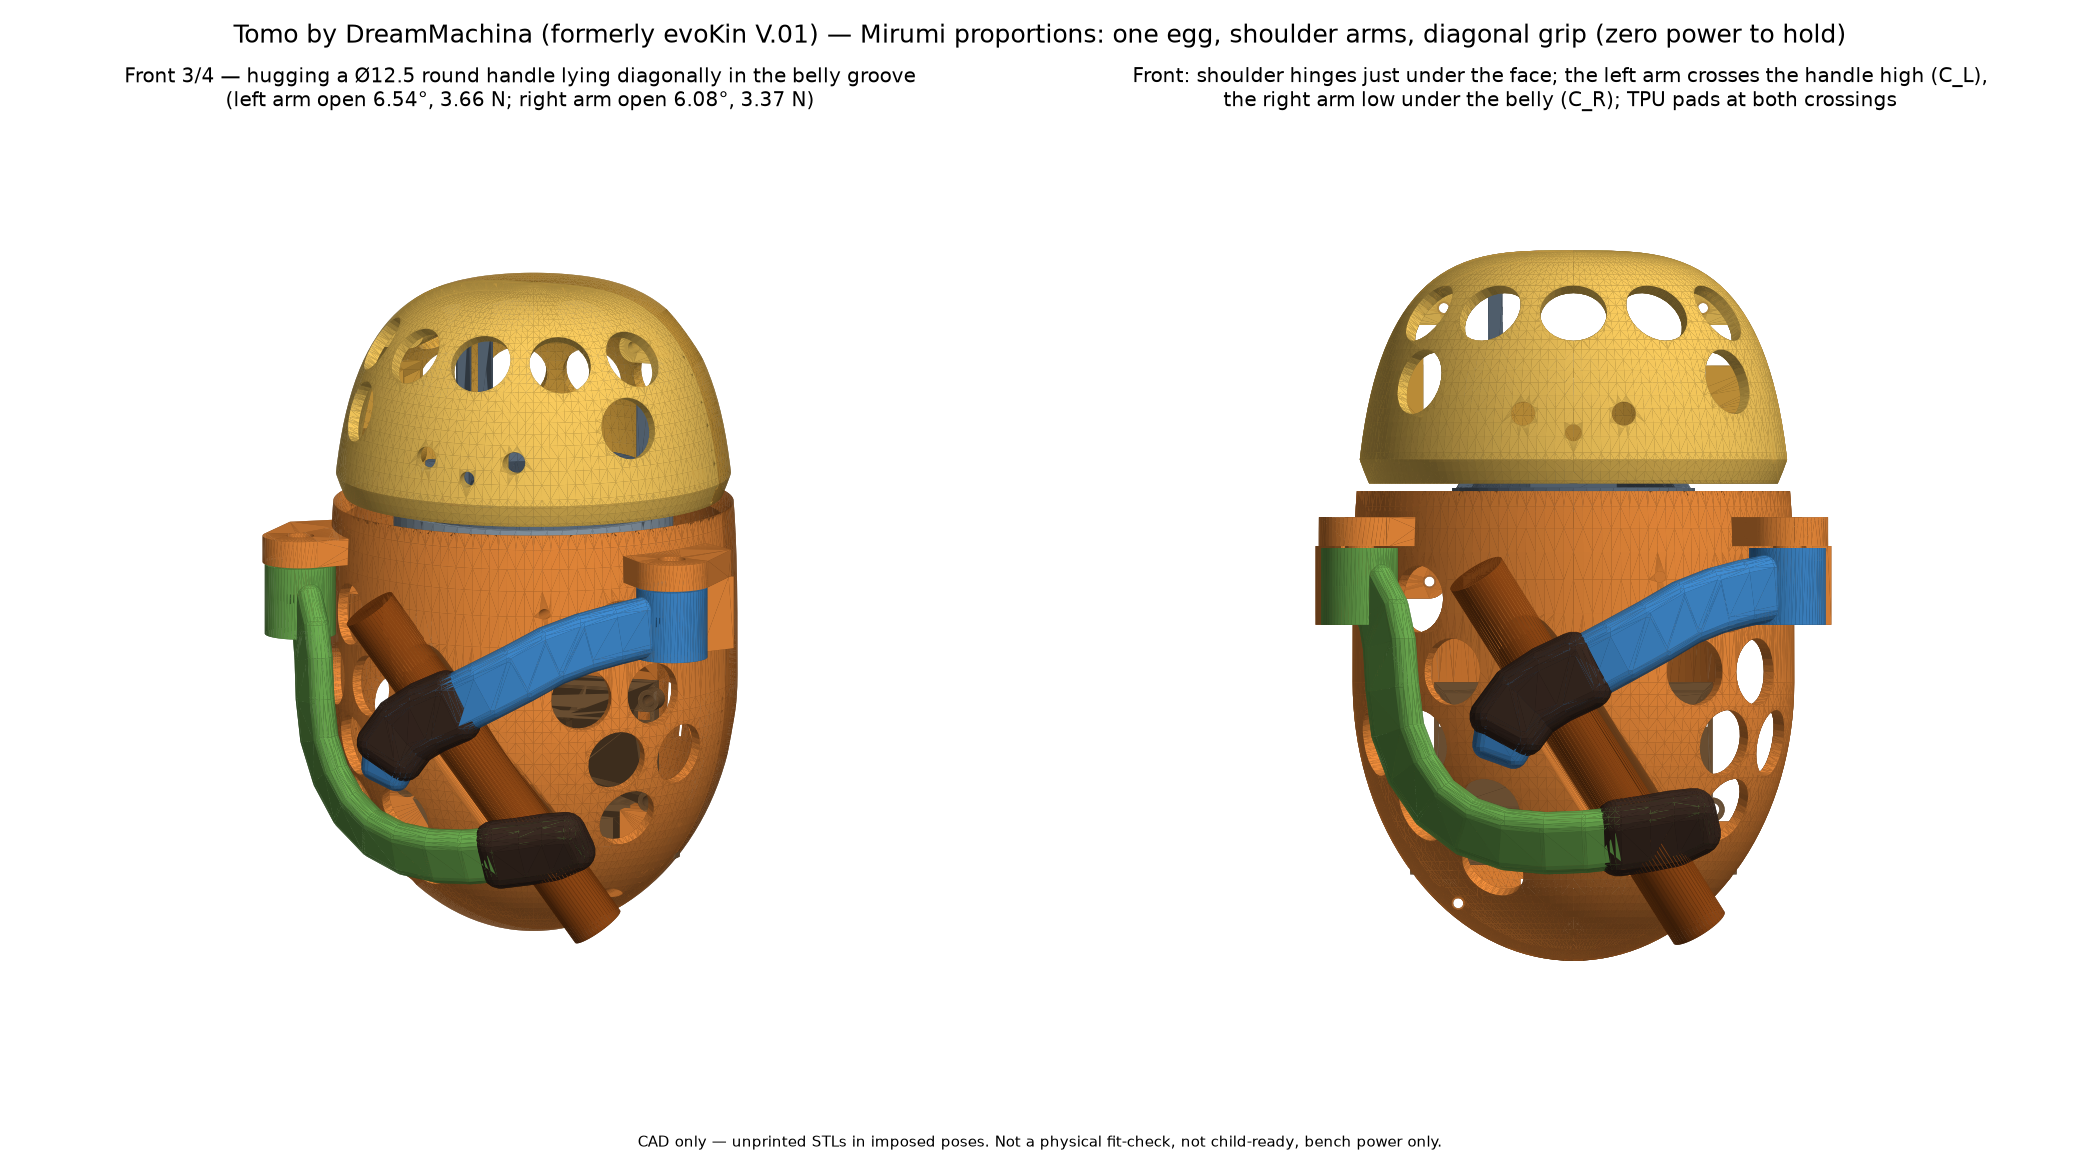 Tomo by DreamMachina (formerly evoKin V.01) — Mirumi proportions: one egg, shoulder arms, diagonal grip (zero power to hold)
Front 3/4 — hugging a Ø12.5 round handle lying diagonally in the belly groove
(left arm open 6.54°, 3.66 N; right arm open 6.08°, 3.37 N)
Front: shoulder hinges just under the face; the left arm crosses the handle high (C_L),
the right arm low under the belly (C_R); TPU pads at both crossings
CAD only — unprinted STLs in imposed poses. Not a physical fit-check, not child-ready, bench power only.